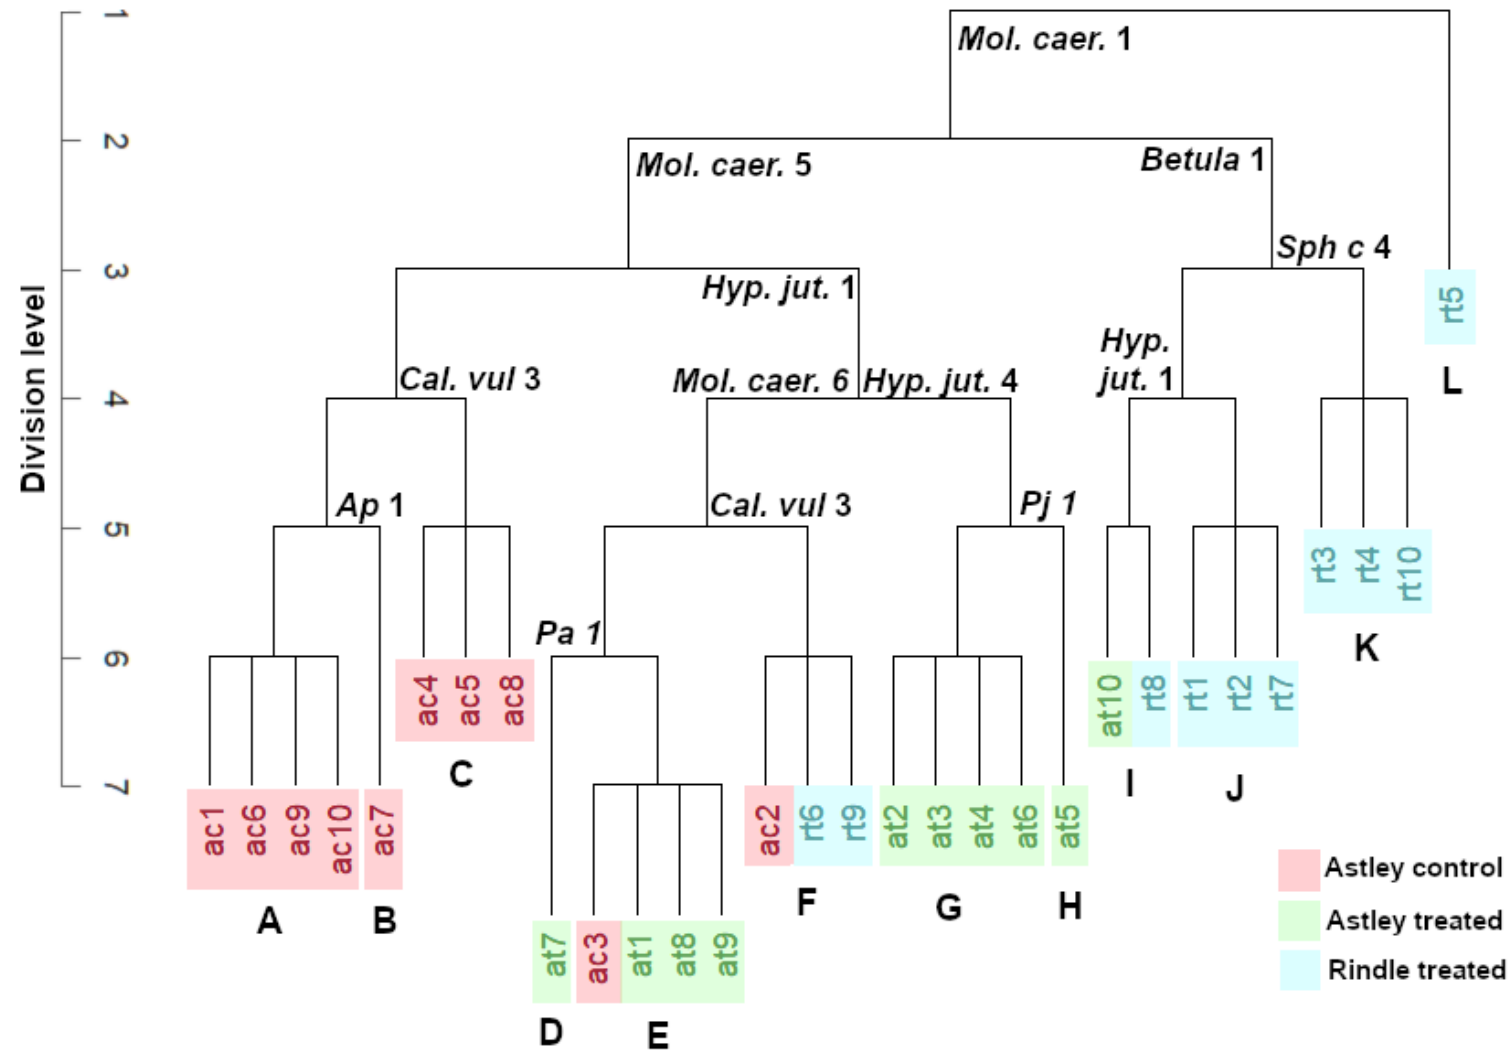 1
Mol. caer. 1
2
Mol. caer. 5
Betula 1
Sph c 4
3
Hyp. jut. 1
rt5
L
Division level
Hyp.
jut. 1
Cal. vul 3
Mol. caer. 6
Hyp. jut. 4
4
Ap 1
Cal. vul 3
Pj 1
5
rt3
rt4
rt10
K
Pa 1
6
ac4
ac5
ac8
C
at10
rt8
I
rt1
rt2
rt7
J
7
ac1
ac6
ac9
ac10
A
ac7
B
ac2
rt6
rt9
F
at2
at3
at4
at6
G
at5
H
at7
D
ac3
at1
at8
at9
E
Astley control
Astley treated
Rindle treated